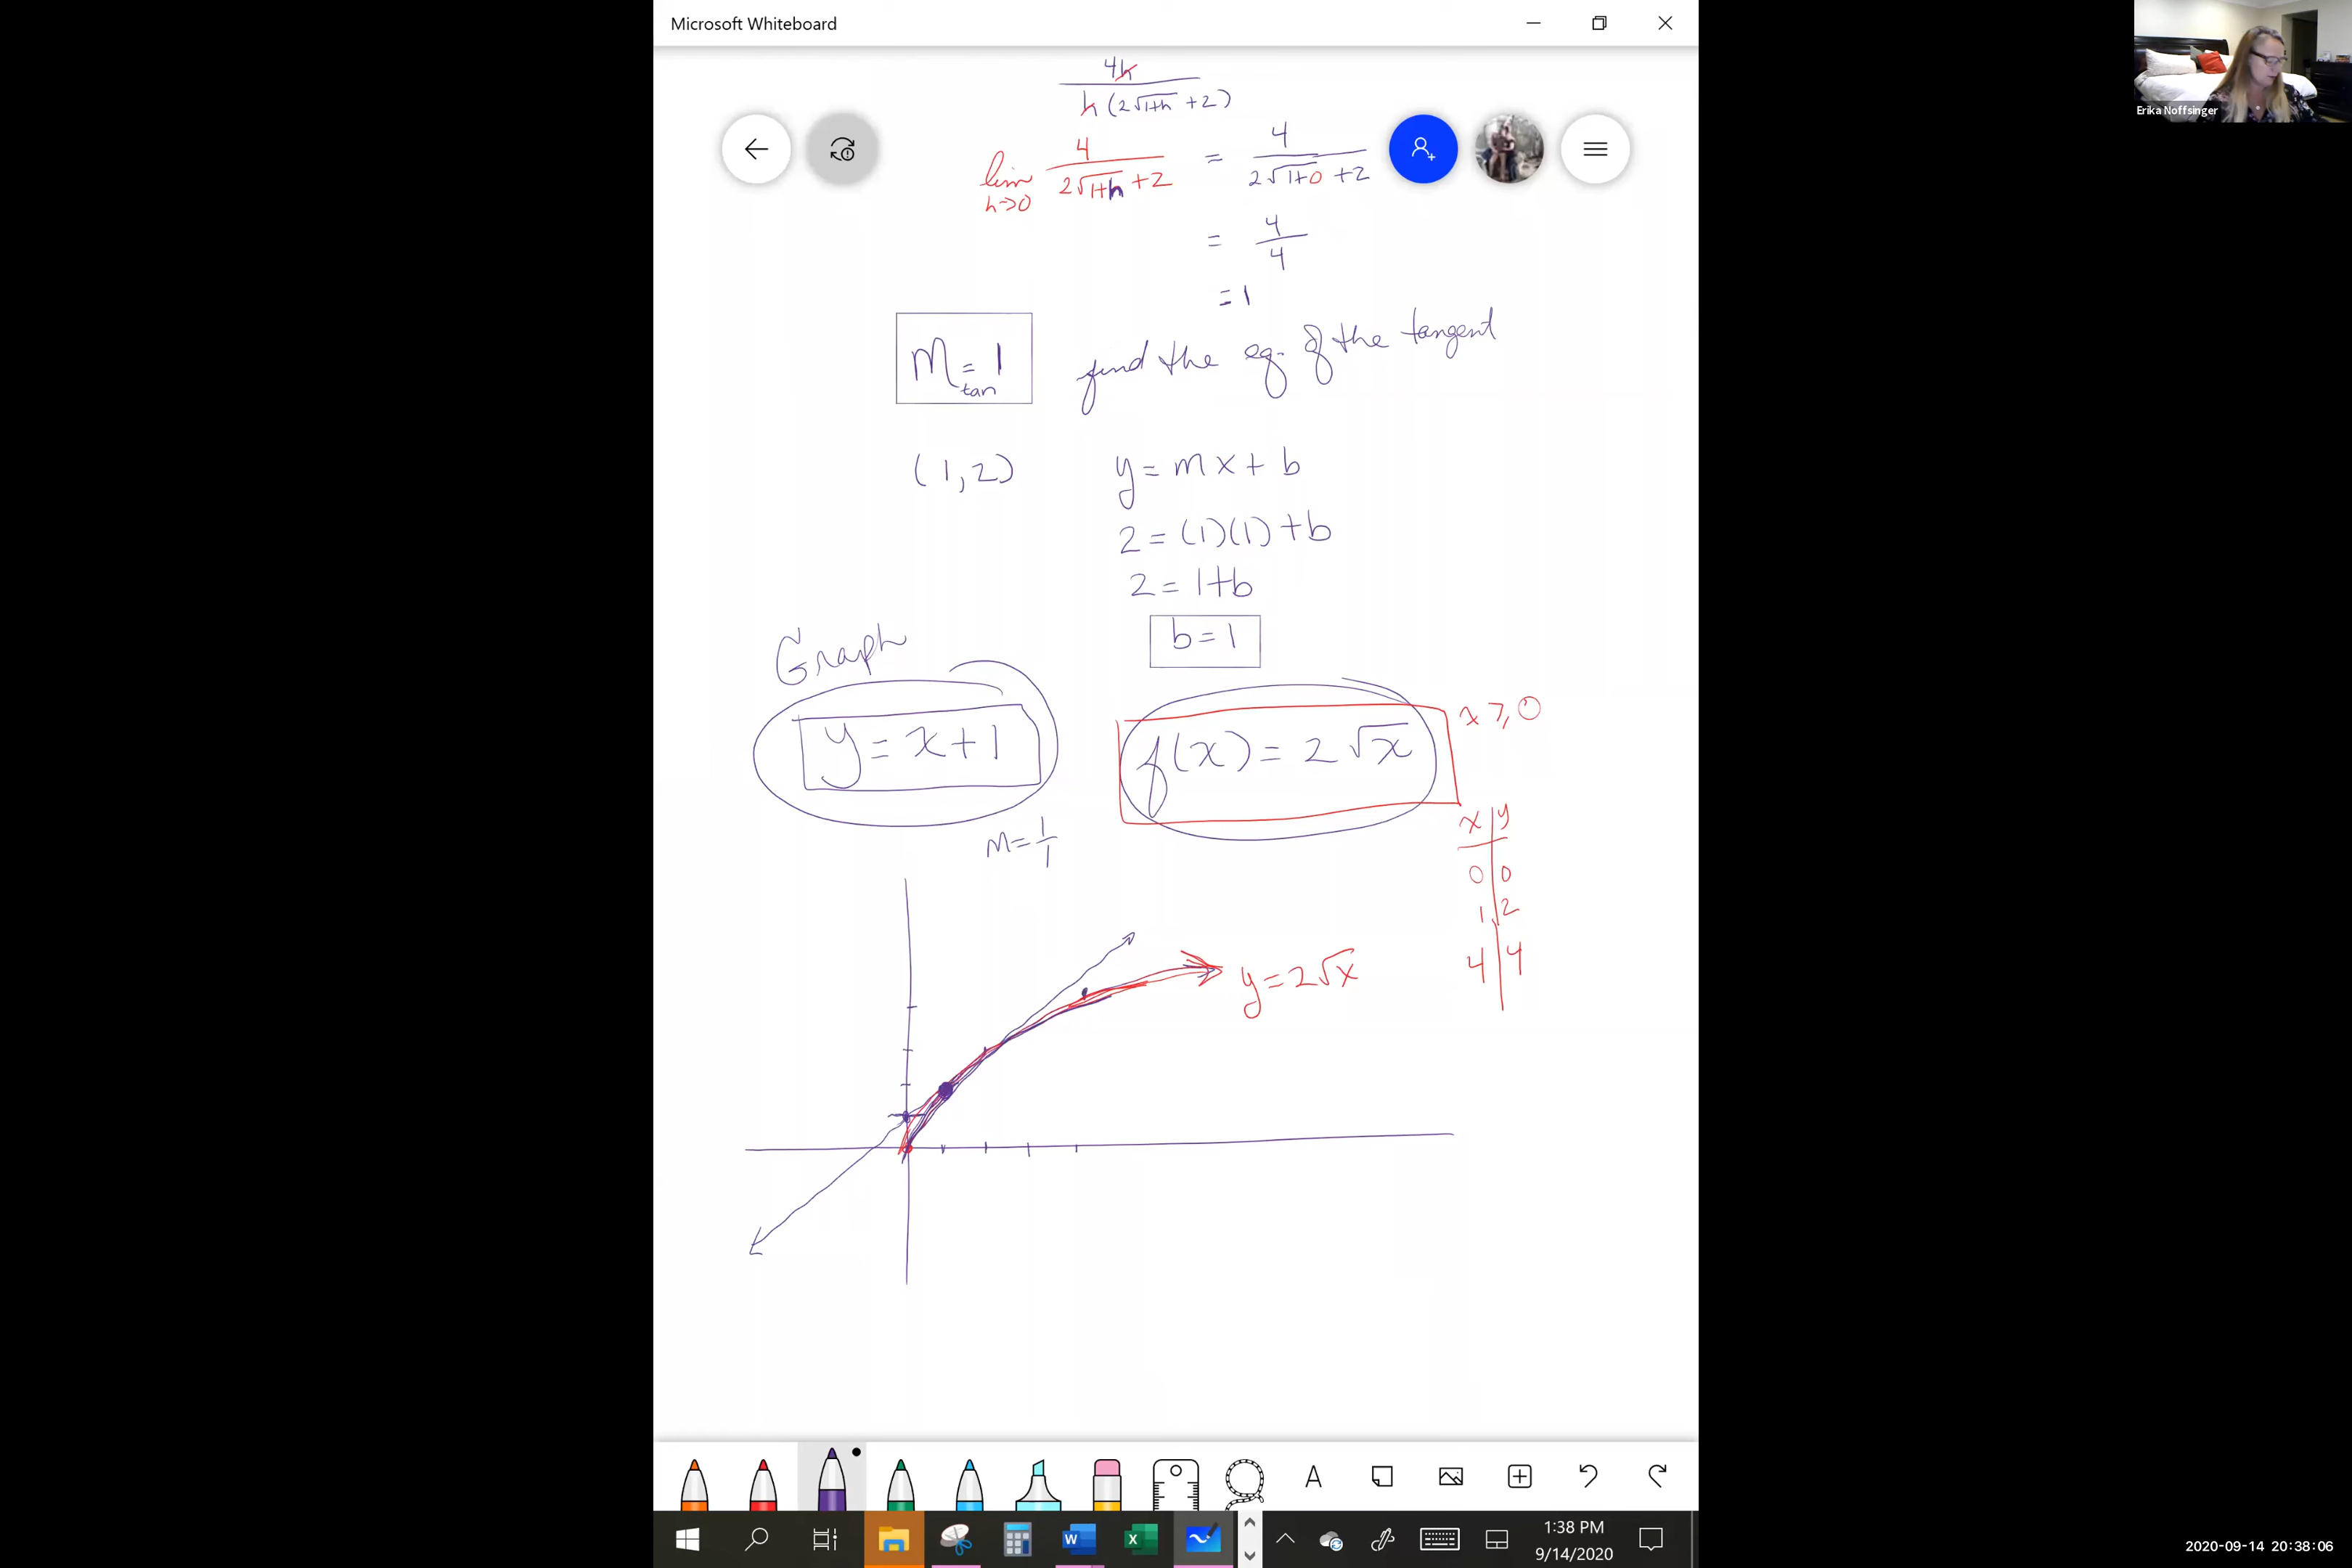 Microsoft Whiteboard
Erika Noffsinger
4h
h(2√1+h +2)
lim h→0 4 / 2√1+h +2 = 4 / 2√1+0 +2
= 4/4
= 1
m tan = 1
find the eq. of the tangent
(1,2)
y = mx + b
2 = (1)(1) + b
2 = 1+b
b = 1
Graph
y = x+1
f(x) = 2√x
x ≥ 0
m = 1/1
x | y
0 | 0
1 | 2
4 | 4
y = 2√x
A
W
X
1:38 PM
9/14/2020
2020-09-14 20:38:06